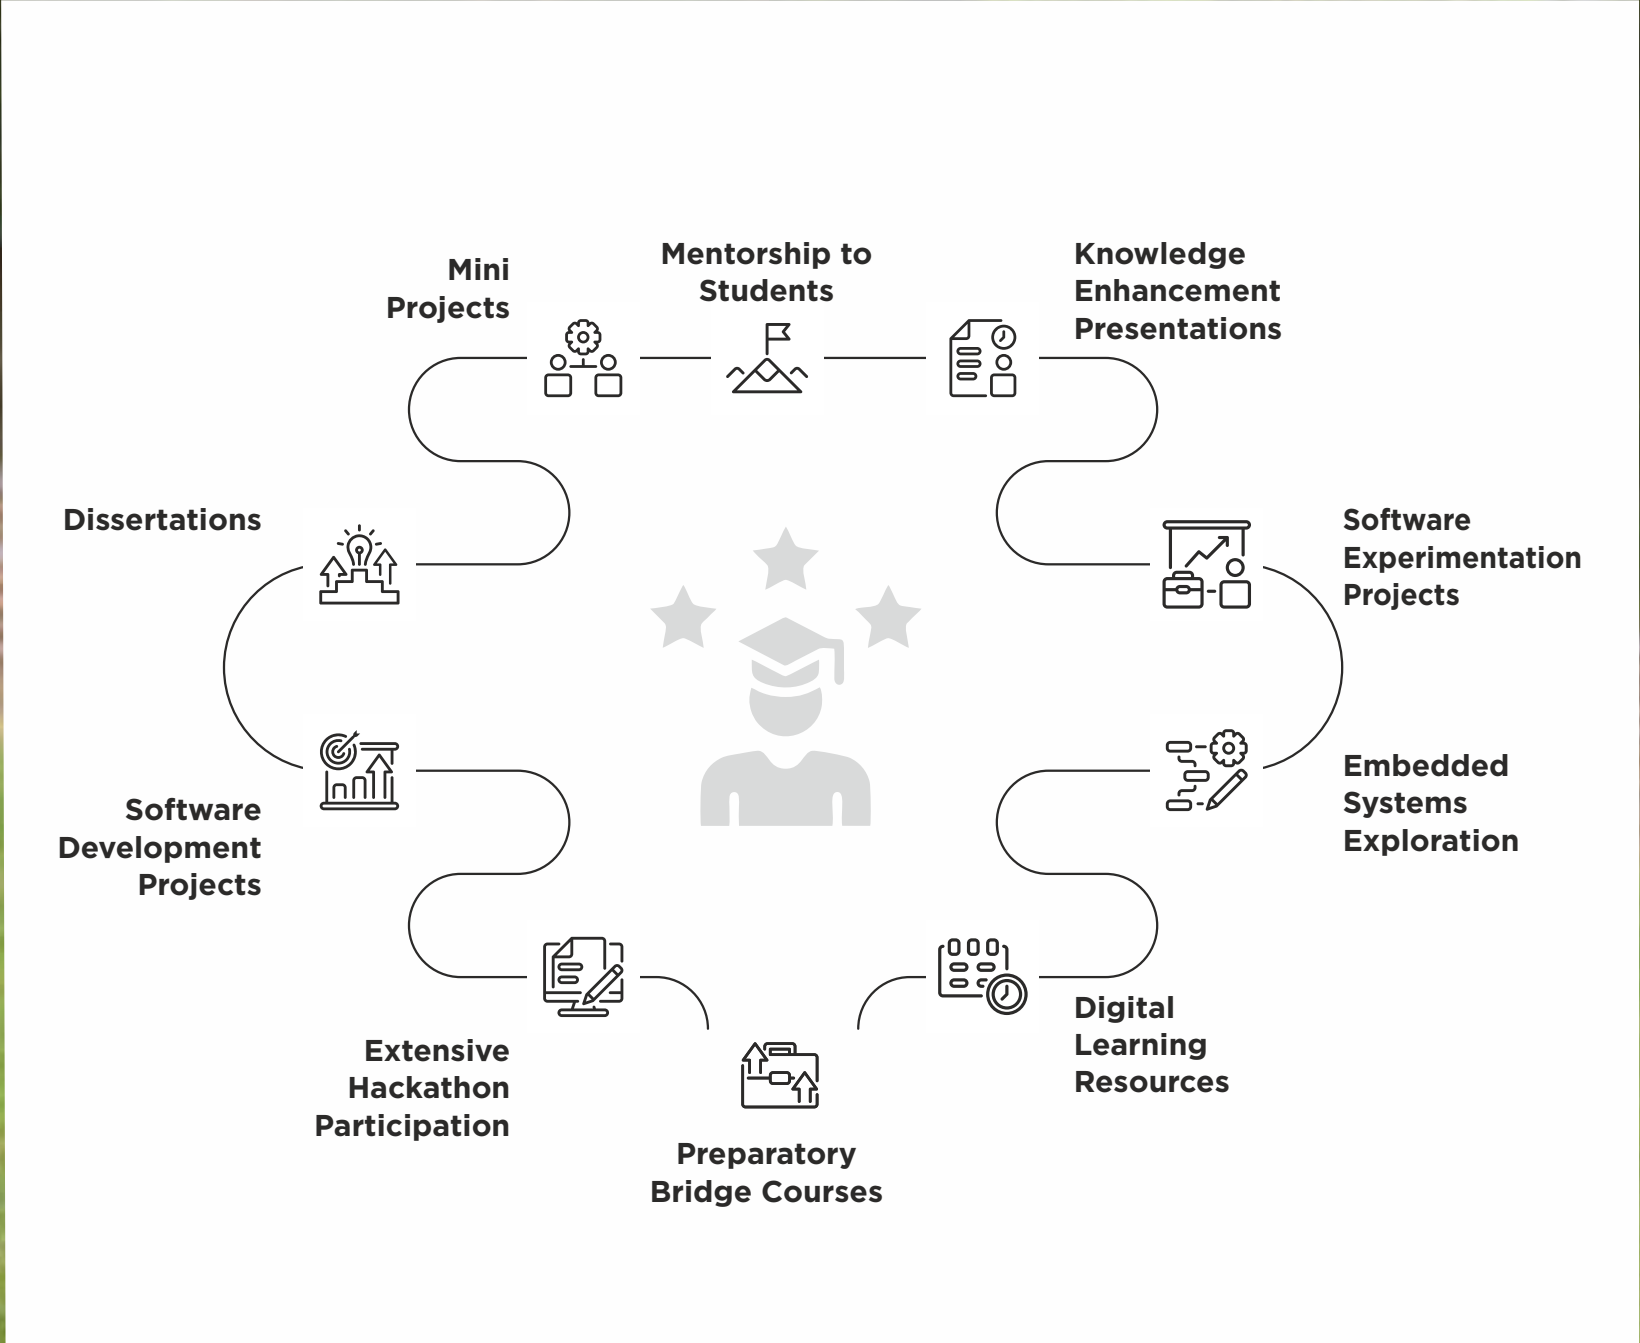 Mini
Projects
Mentorship to
Students
Knowledge
Enhancement
Presentations
Dissertations
Software
Experimentation
Projects
Software
Development
Projects
Embedded
Systems
Exploration
Extensive
Hackathon
Participation
Preparatory
Bridge Courses
Digital
Learning
Resources